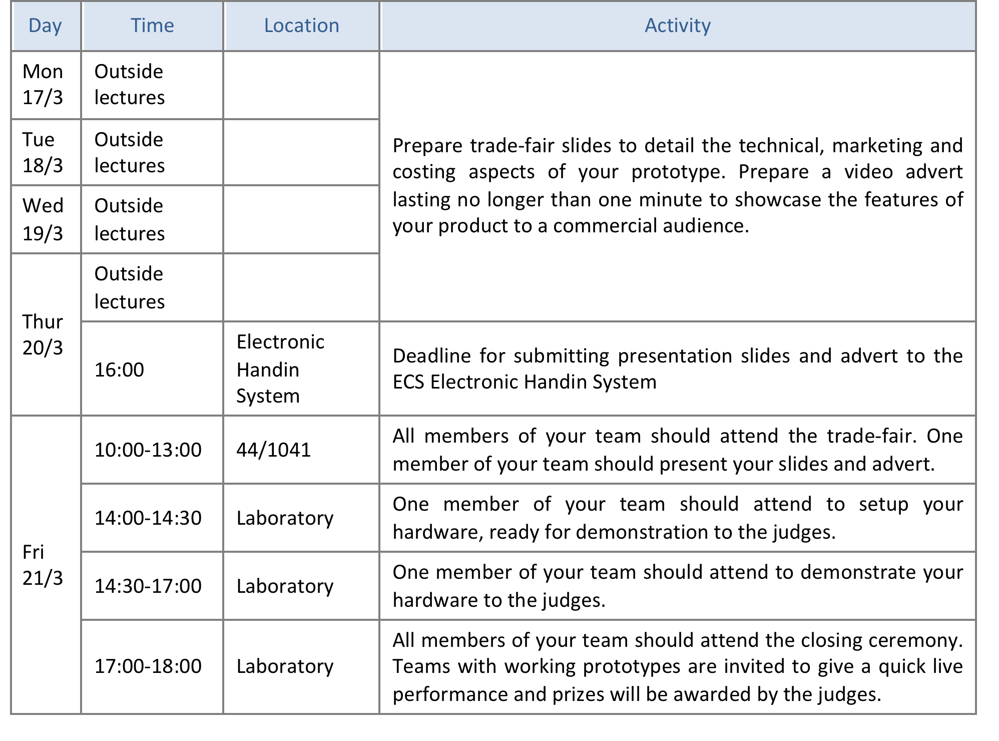 Day Time Location Activity
Mon
17/3
Outside
lectures
Tue
18/3
Outside
lectures
Wed
19/3
Outside
lectures
Thur
20/3
Outside
lectures
Prepare trade-fair slides to detail the technical, marketing and
costing aspects of your prototype. Prepare a video advert
lasting no longer than one minute to showcase the features of
your product to a commercial audience.
16:00
Electronic
Handin
System
Deadline for submitting presentation slides and advert to the
ECS Electronic Handin System
Fri
21/3
10:00-13:00
44/1041
All members of your team should attend the trade-fair. One
member of your team should present your slides and advert.
14:00-14:30
Laboratory
One member of your team should attend to setup your
hardware, ready for demonstration to the judges.
14:30-17:00
Laboratory
One member of your team should attend to demonstrate your
hardware to the judges.
17:00-18:00
Laboratory
All members of your team should attend the closing ceremony.
Teams with working prototypes are invited to give a quick live
performance and prizes will be awarded by the judges.